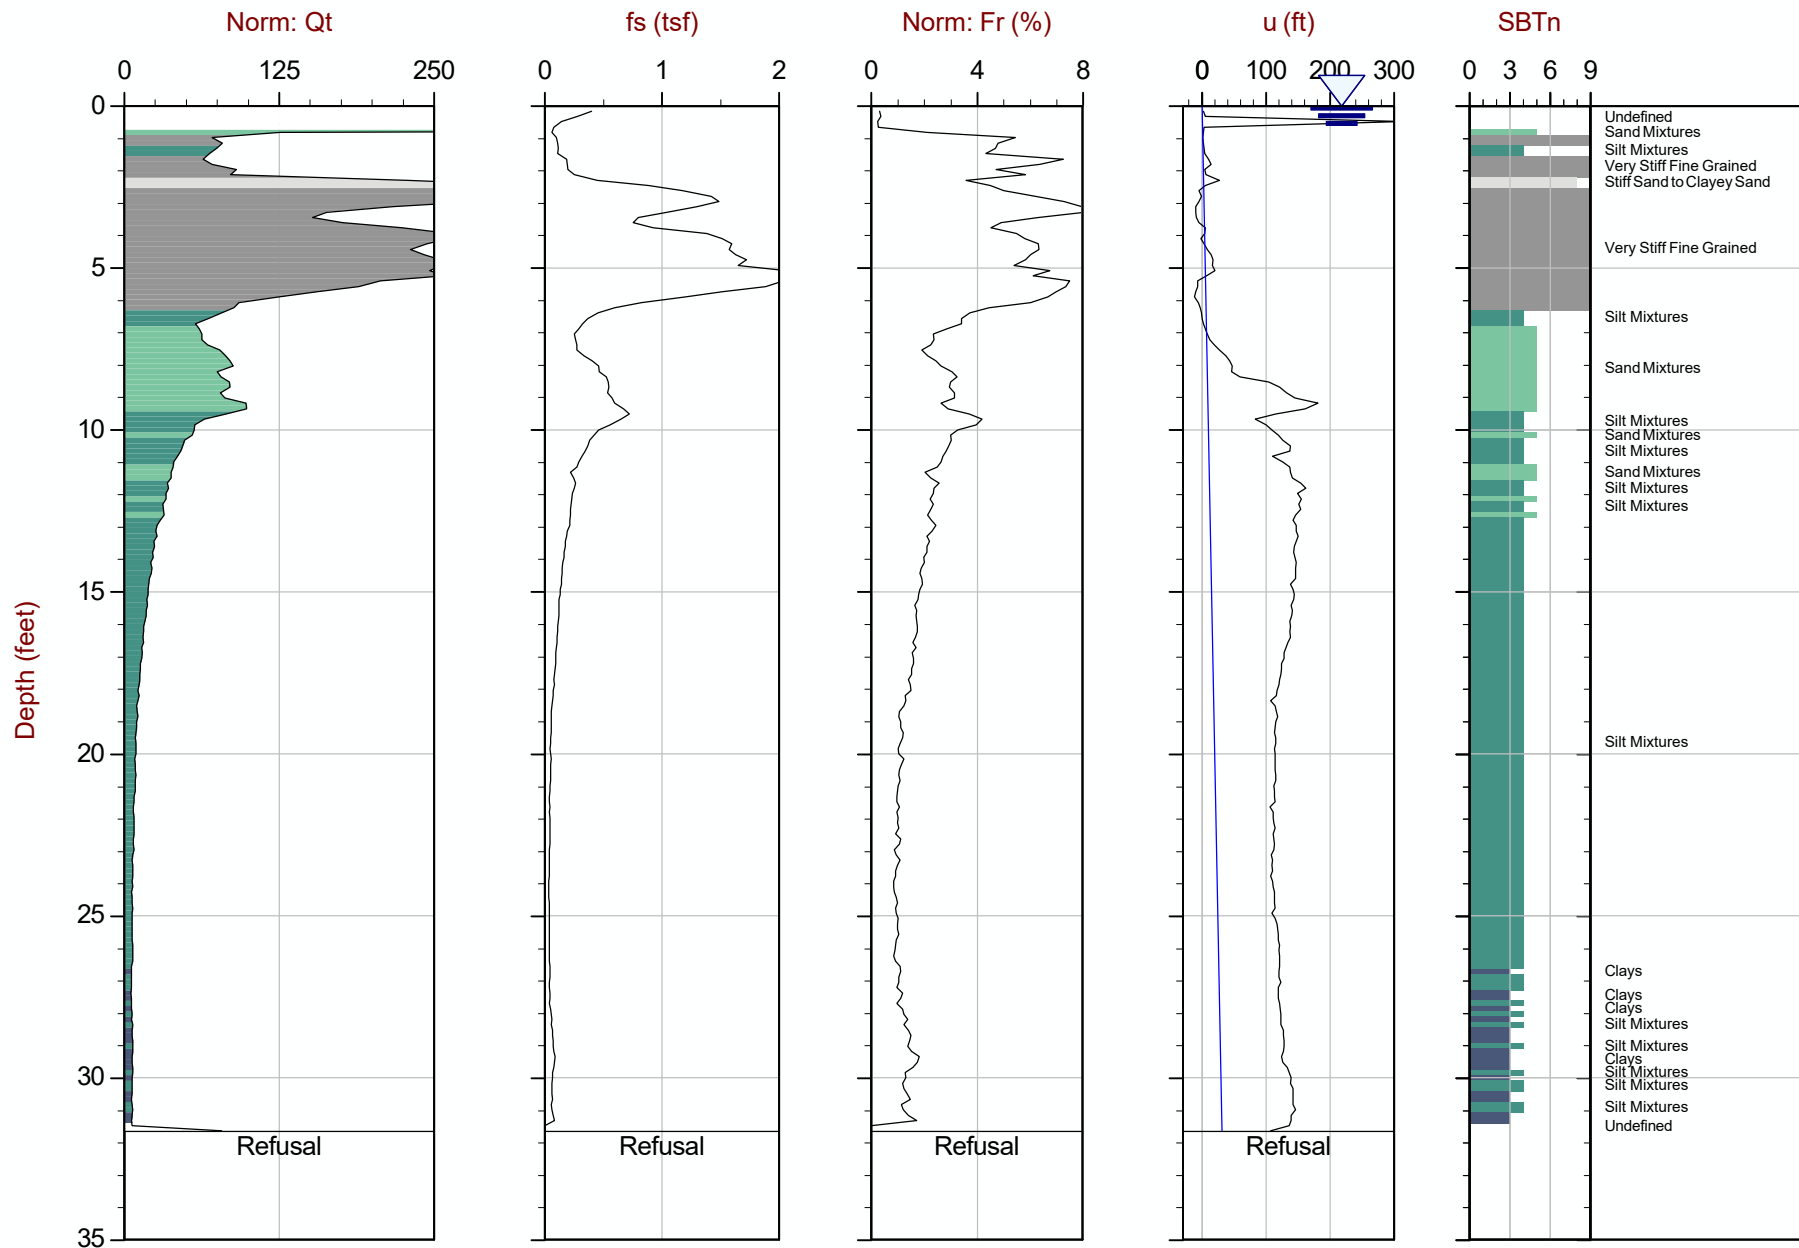 Norm: Qt
fs (tsf)
Norm: Fr (%)
u (ft)
SBTn
0 125 250
0 1 2
0 4 8
0 100 200 300
0 3 6 9
Depth (feet)
0
5
10
15
20
25
30
35
Undefined
Sand Mixtures
Silt Mixtures
Very Stiff Fine Grained
Stiff Sand to Clayey Sand
Very Stiff Fine Grained
Silt Mixtures
Sand Mixtures
Silt Mixtures
Sand Mixtures
Silt Mixtures
Sand Mixtures
Silt Mixtures
Silt Mixtures
Silt Mixtures
Clays
Clays
Clays
Silt Mixtures
Silt Mixtures
Clays
Silt Mixtures
Silt Mixtures
Silt Mixtures
Undefined
Refusal
Refusal
Refusal
Refusal